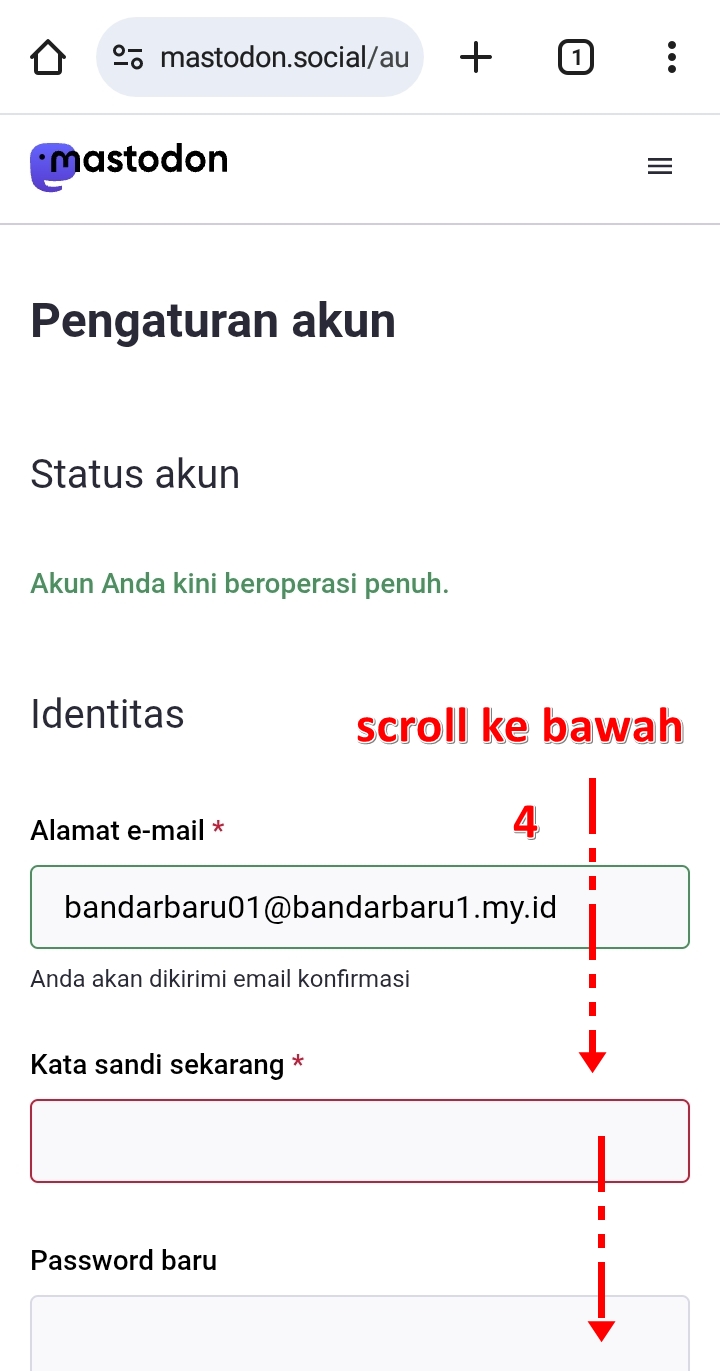 1
mastodon.social/au
mastodon
Pengaturan akun
Status akun
Akun Anda kini beroperasi penuh.
Identitas
scroll ke bawah
4
Alamat e-mail *
bandarbaru01@bandarbaru1.my.id
Anda akan dikirimi email konfirmasi
Kata sandi sekarang *
Password baru